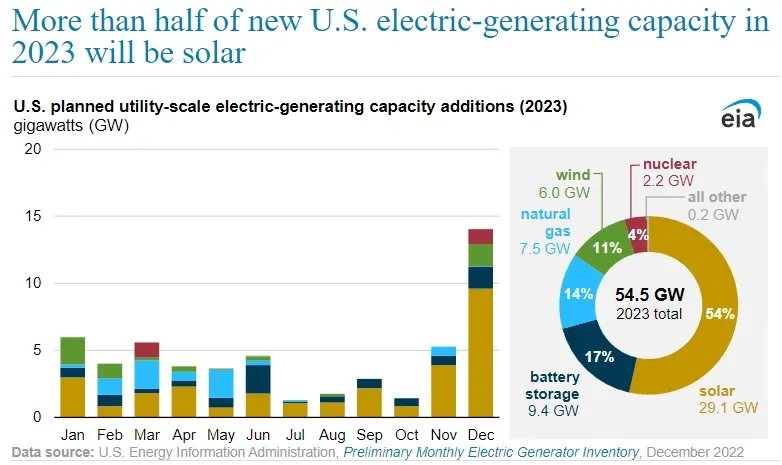 More than half of new U.S. electric-generating capacity in
2023 will be solar
U.S. planned utility-scale electric-generating capacity additions (2023)
gigawatts (GW)
eia
20
15
10
5
0
Jan Feb Mar Apr May Jun Jul Aug Sep Oct Nov Dec
wind
6.0 GW
nuclear
2.2 GW
all other
0.2 GW
natural
gas
7.5 GW
11%
4%
14%
54.5 GW
2023 total
54%
17%
battery
storage
9.4 GW
solar
29.1 GW
Data source: U.S. Energy Information Administration, Preliminary Monthly Electric Generator Inventory, December 2022